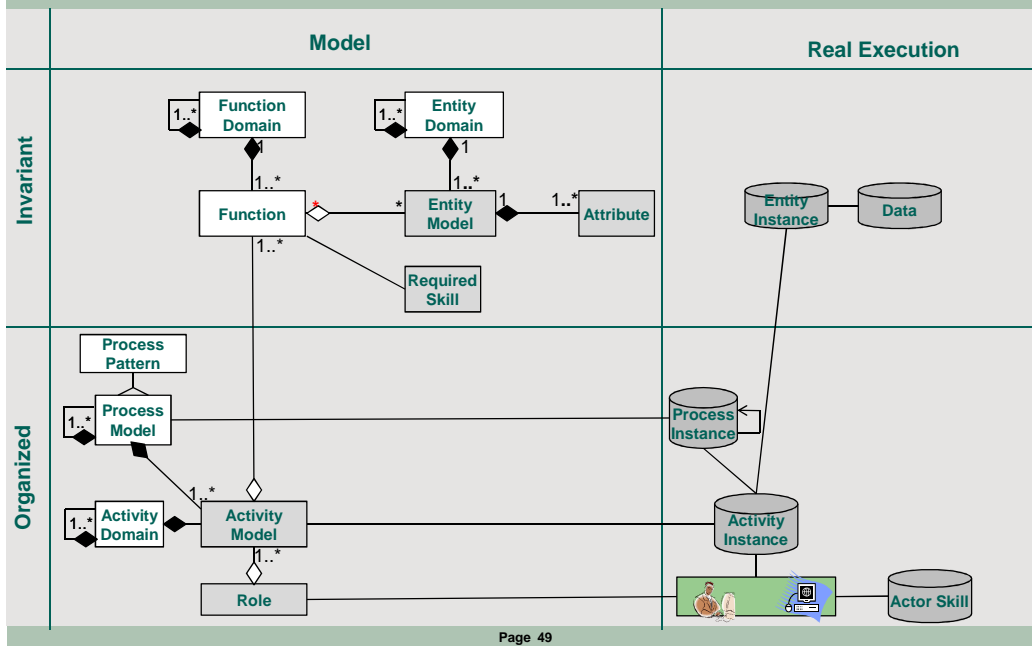 Model
Real Execution
Invariant
Function
Domain
1..*
1
1..*
Entity
Domain
1..*
1
1..*
Function
*
*
Entity
Model
1
1..*
Attribute
1..*
Required
Skill
Entity
Instance
Data
Organized
Process
Pattern
Process
Model
1..*
1..*
Process
Instance
Activity
Domain
1..*
Activity
Model
1..*
Activity
Instance
Role
Actor Skill
Page 49